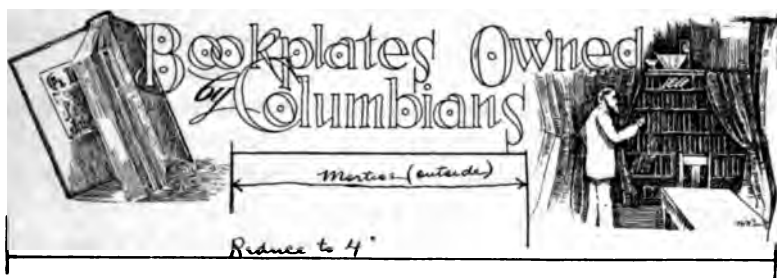 Bookplates Owned
by Columbians
Mortise (outside)
Reduce to 4"